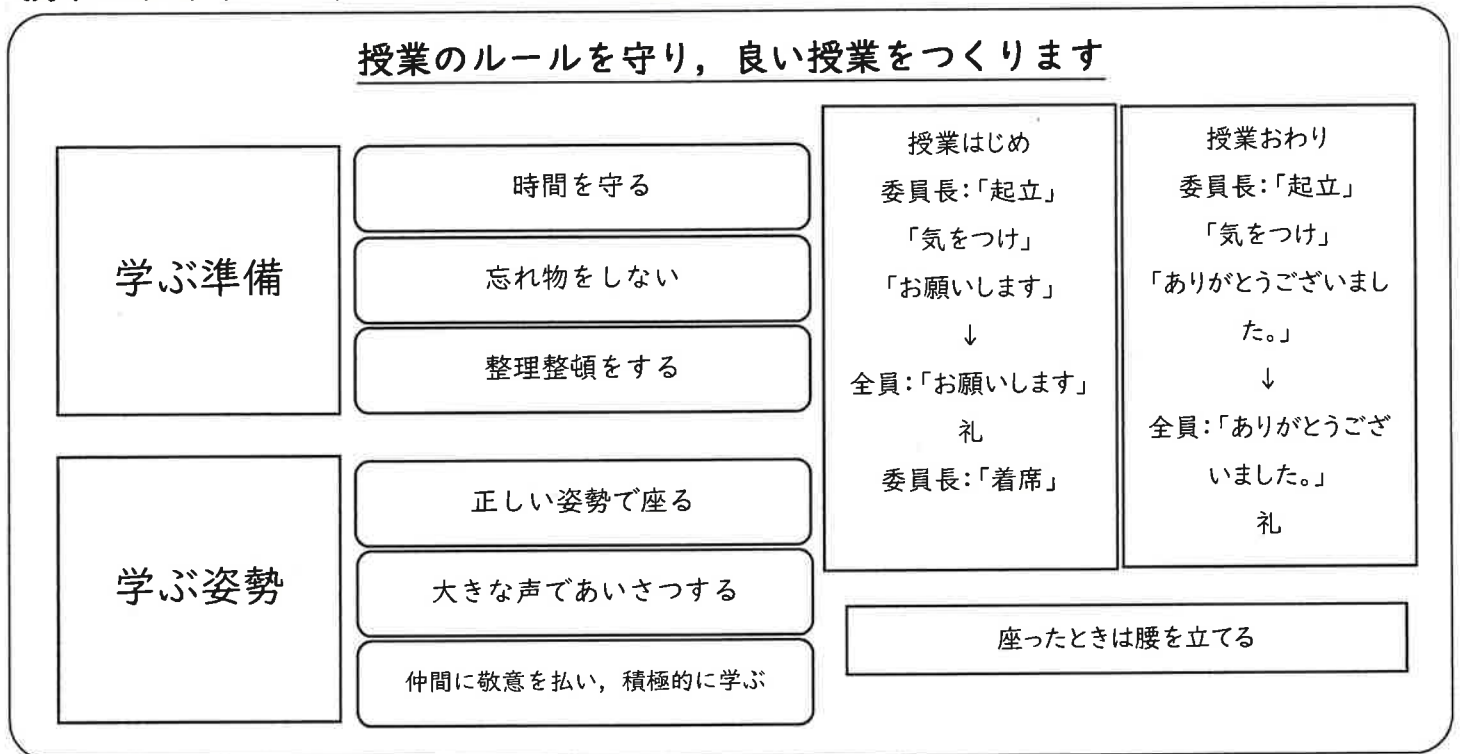 授業のルールを守り，良い授業をつくります
学ぶ準備
時間を守る
忘れ物をしない
整理整頓をする
学ぶ姿勢
正しい姿勢で座る
大きな声であいさつする
仲間に敬意を払い，積極的に学ぶ
授業はじめ
委員長：「起立」
「気をつけ」
「お願いします」
↓
全員：「お願いします」
礼
委員長：「着席」
授業おわり
委員長：「起立」
「気をつけ」
「ありがとうございまし
た。」
↓
全員：「ありがとうござ
いました。」
礼
座ったときは腰を立てる